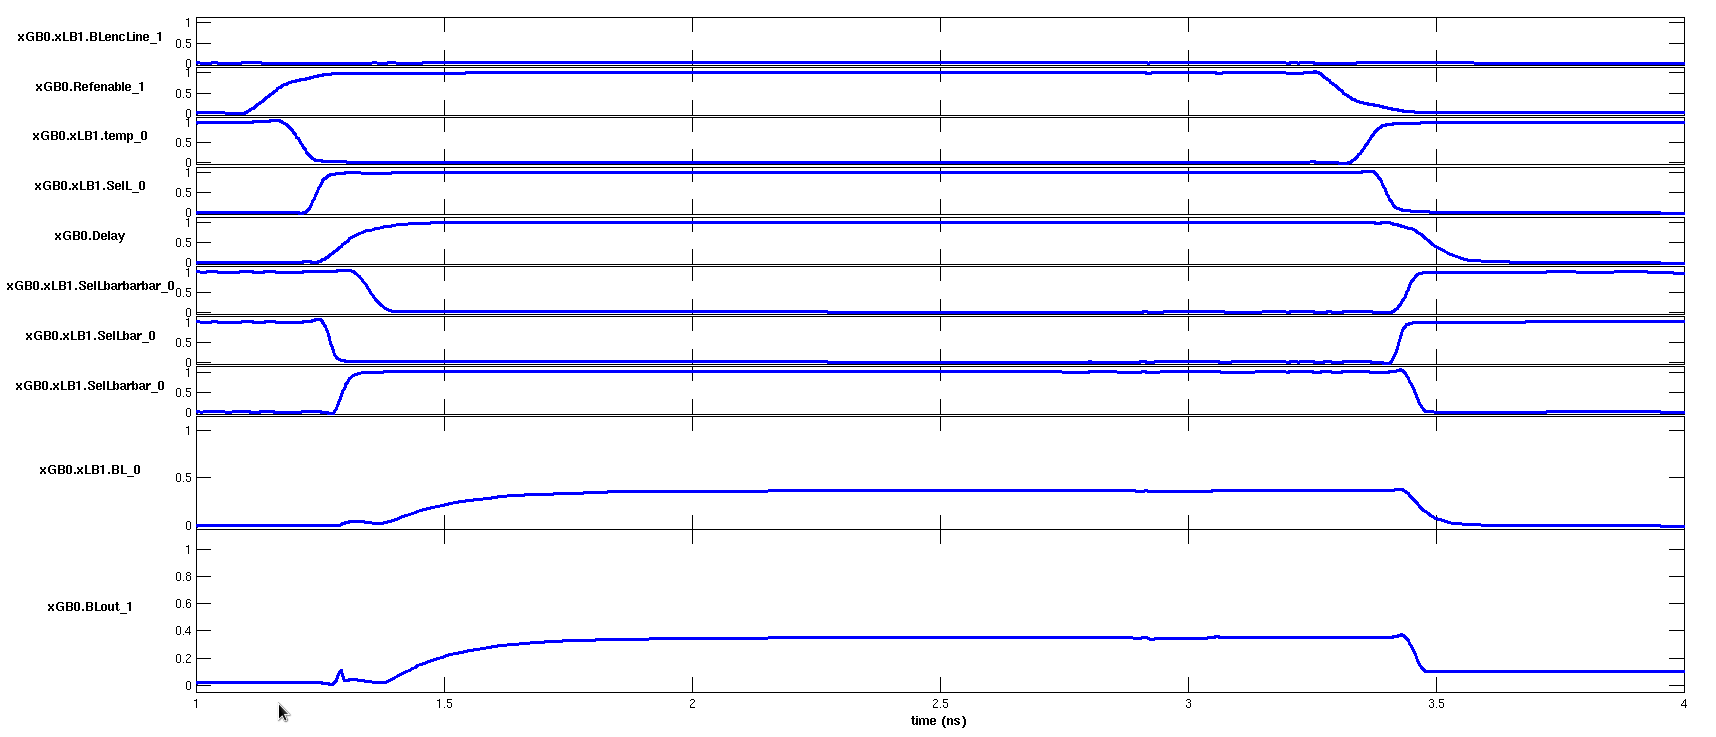 xGB0.xLB1.BLencLine_1
1
0.5
0
xGB0.Refenable_1
1
0.5
0
xGB0.xLB1.temp_0
1
0.5
0
xGB0.xLB1.SelL_0
1
0.5
0
xGB0.Delay
1
0.5
0
xGB0.xLB1.SelLbarbarbar_0
1
0.5
0
xGB0.xLB1.SelLbar_0
1
0.5
0
xGB0.xLB1.SelLbarbar_0
1
0.5
0
xGB0.xLB1.BL_0
1
0.5
0
xGB0.BLout_1
1
0.8
0.6
0.4
0.2
0
1 1.5 2 2.5 3 3.5 4
time (ns)